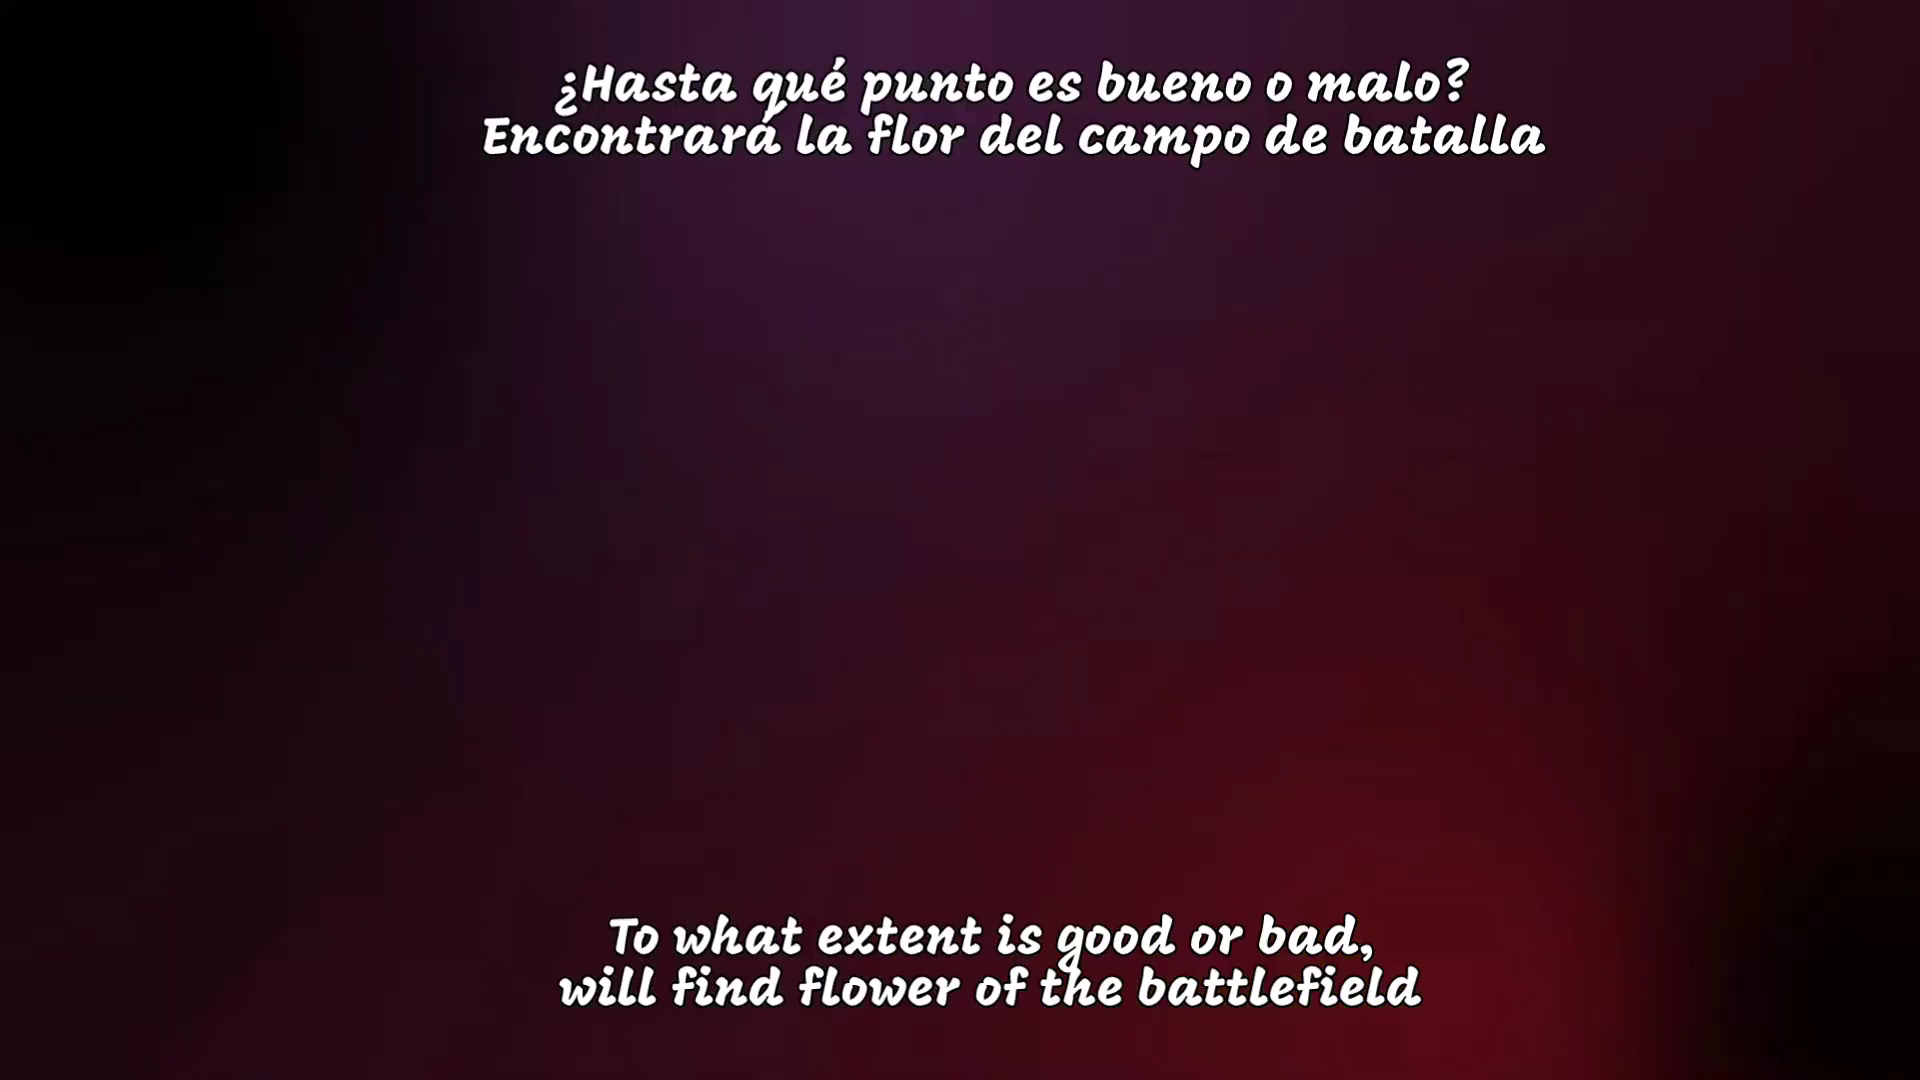 ¿Hasta qué punto es bueno o malo?
Encontrará la flor del campo de batalla
To what extent is good or bad,
will find flower of the battlefield